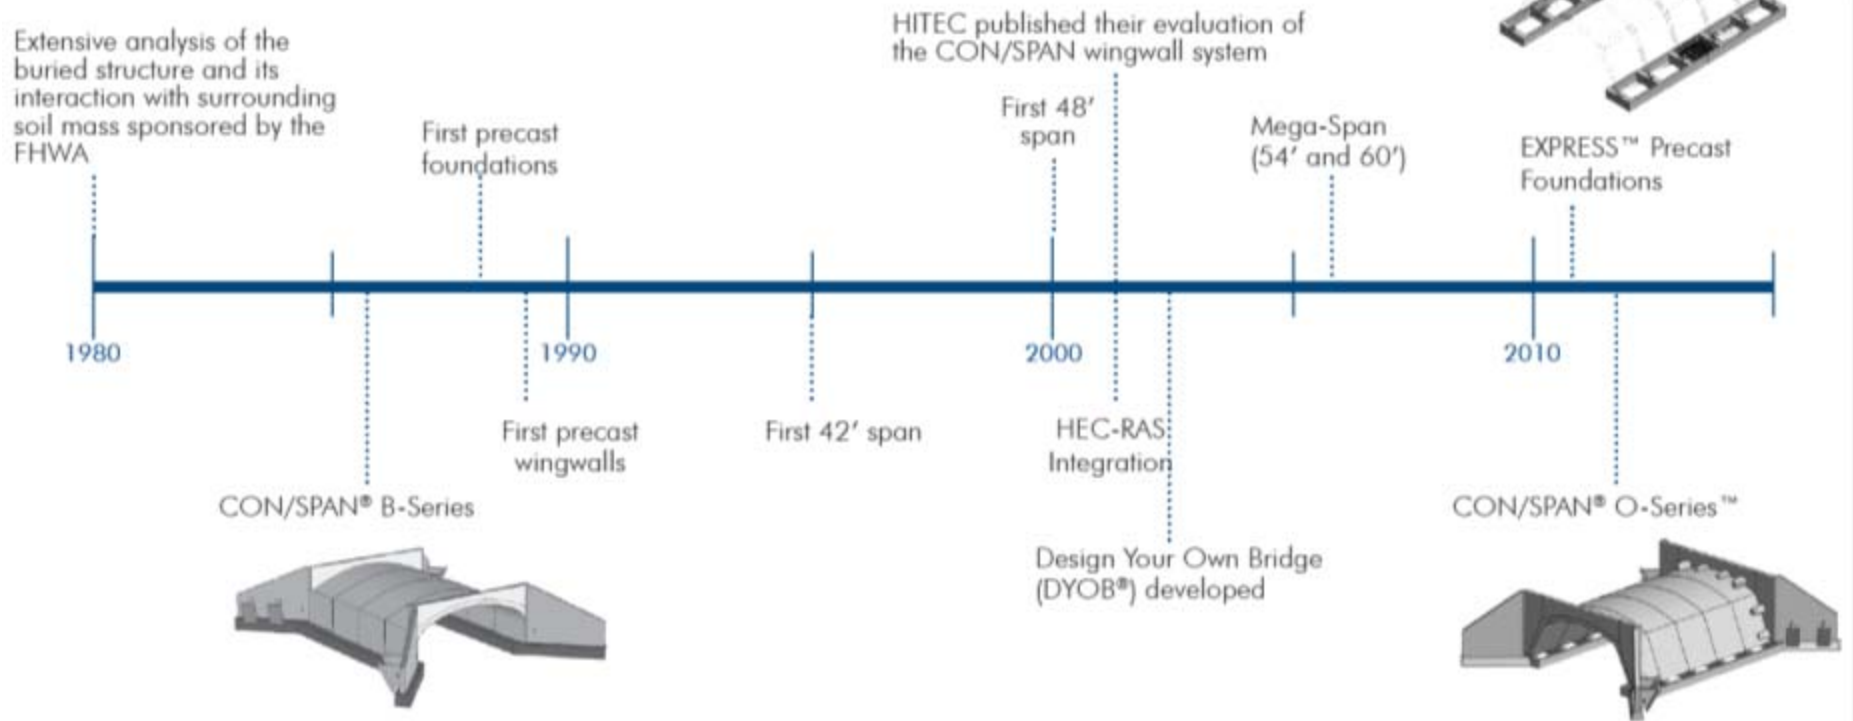 Extensive analysis of the
buried structure and its
interaction with surrounding
soil mass sponsored by the
FHWA
First precast
foundations
HITEC published their evaluation of
the CON/SPAN wingwall system
First 48′
span
Mega-Span
(54′ and 60′)
EXPRESS™ Precast
Foundations
1980
1990
2000
2010
CON/SPAN® B-Series
First precast
wingwalls
First 42′ span
HEC-RAS
Integration
Design Your Own Bridge
(DYOB®) developed
CON/SPAN® O-Series™